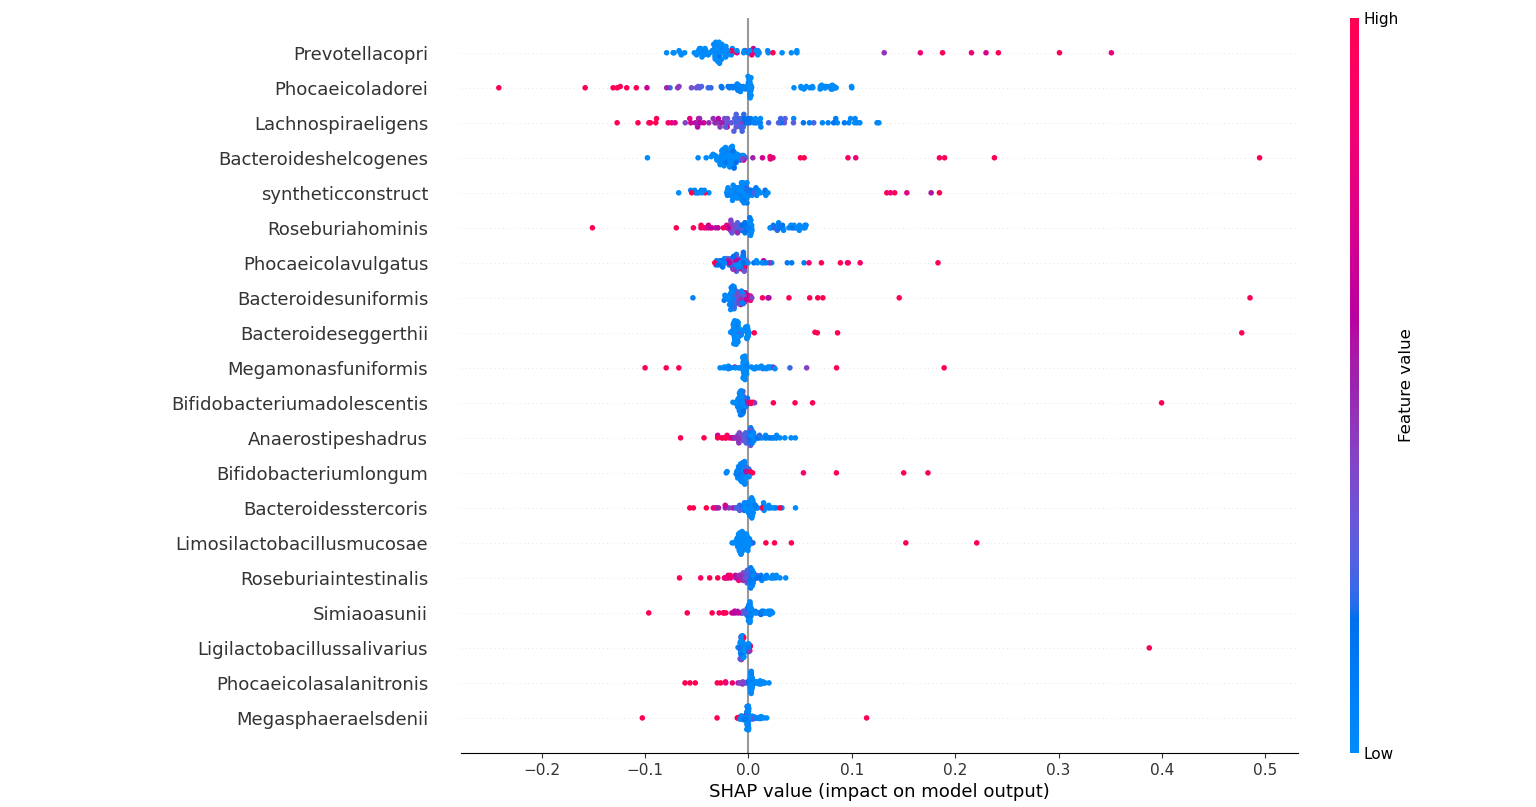 High
Prevotellacopri
Phocaeicoladorei
Lachnospiraeligens
Bacteroideshelcogenes
syntheticconstruct
Roseburiahominis
Phocaeicolavulgatus
Bacteroidesuniformis
Bacteroideseggerthii
Megamonasfuniformis
Bifidobacteriumadolescentis
Anaerostipeshadrus
Bifidobacteriumlongum
Bacteroidesstercoris
Limosilactobacillusmucosae
Roseburiaintestinalis
Simiaoasunii
Ligilactobacillussalivarius
Phocaeicolasalanitronis
Megasphaeraelsdenii
Feature value
Low
−0.2 −0.1 0.0 0.1 0.2 0.3 0.4 0.5
SHAP value (impact on model output)